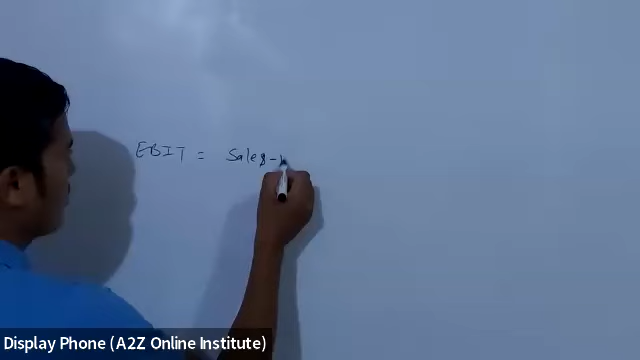 EBIT = Sales -
Display Phone (A2Z Online Institute)